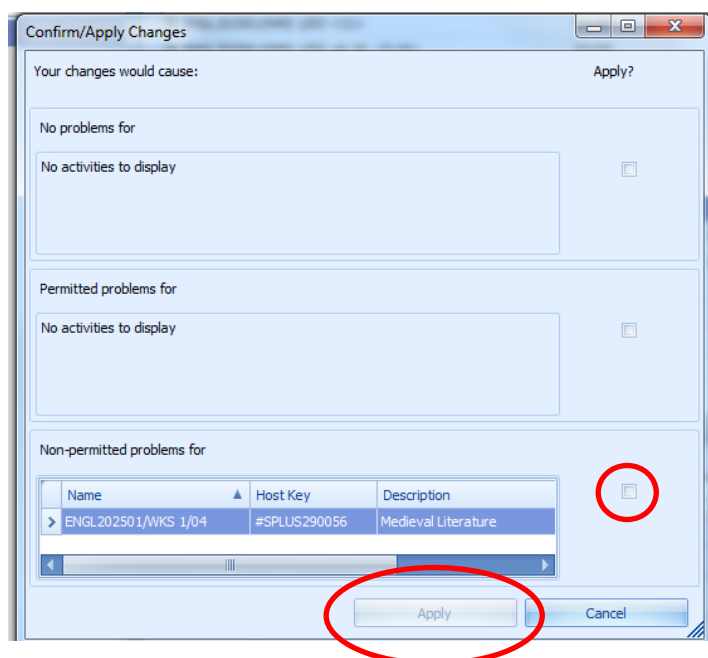 Confirm/Apply Changes
Your changes would cause: Apply?
No problems for
No activities to display
Permitted problems for
No activities to display
Non-permitted problems for
Name Host Key Description
ENGL202501/WKS 1/04 #SPLUS290056 Medieval Literature
Apply Cancel